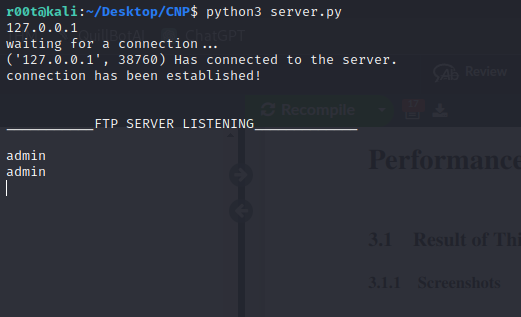 r00t@kali:~/Desktop/CNP$ python3 server.py
127.0.0.1
waiting for a connection...
('127.0.0.1', 38760) Has connected to the server.
connection has been established!
___________FTP SERVER LISTENING_____________
admin
admin
ChatGPT
Review
Recompile
17
Performance
3.1 Result of Thi
3.1.1 Screenshots